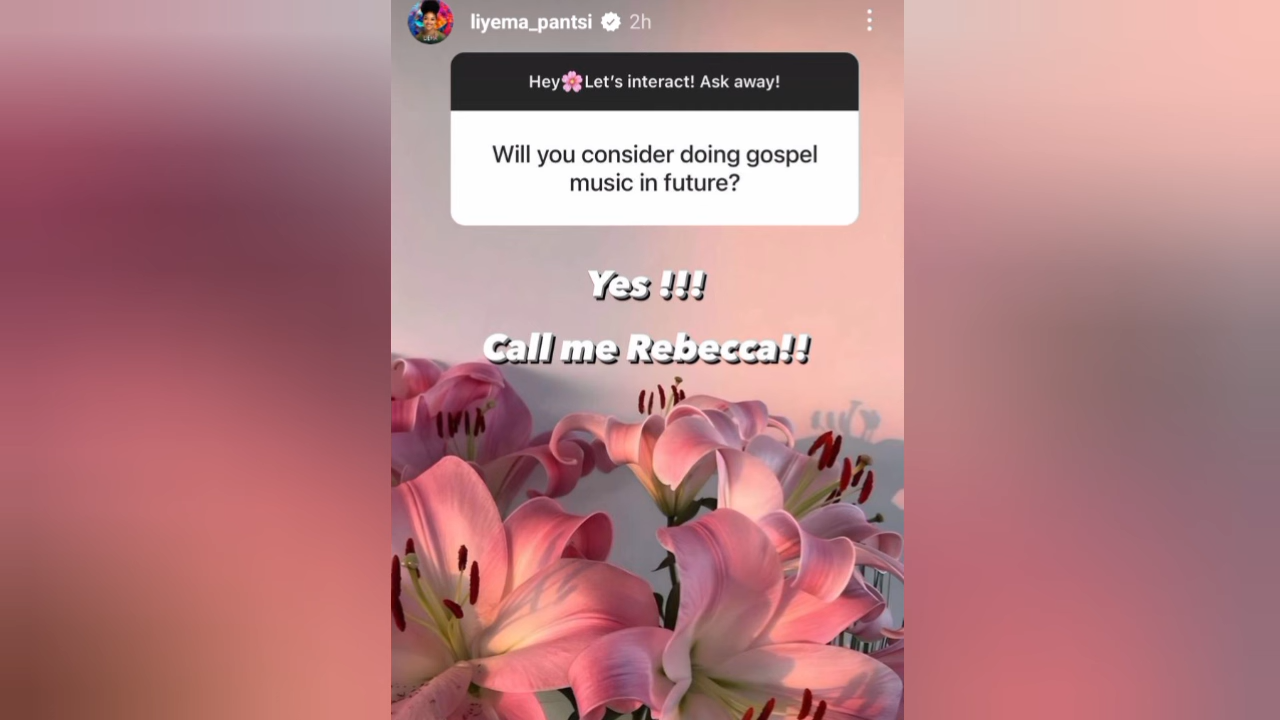 liyema_pantsi 2h
Hey🌸Let's interact! Ask away!
Will you consider doing gospel
music in future?
Yes !!!
Call me Rebecca!!